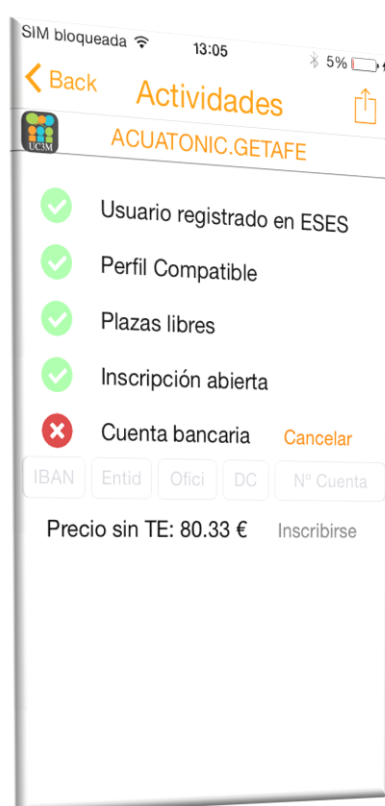 SIM bloqueada 13:05 5%
Back Actividades
UC3M ACUATONIC.GETAFE
Usuario registrado en ESES
Perfil Compatible
Plazas libres
Inscripción abierta
Cuenta bancaria Cancelar
IBAN Entid Ofici DC Nº Cuenta
Precio sin TE: 80.33 € Inscribirse